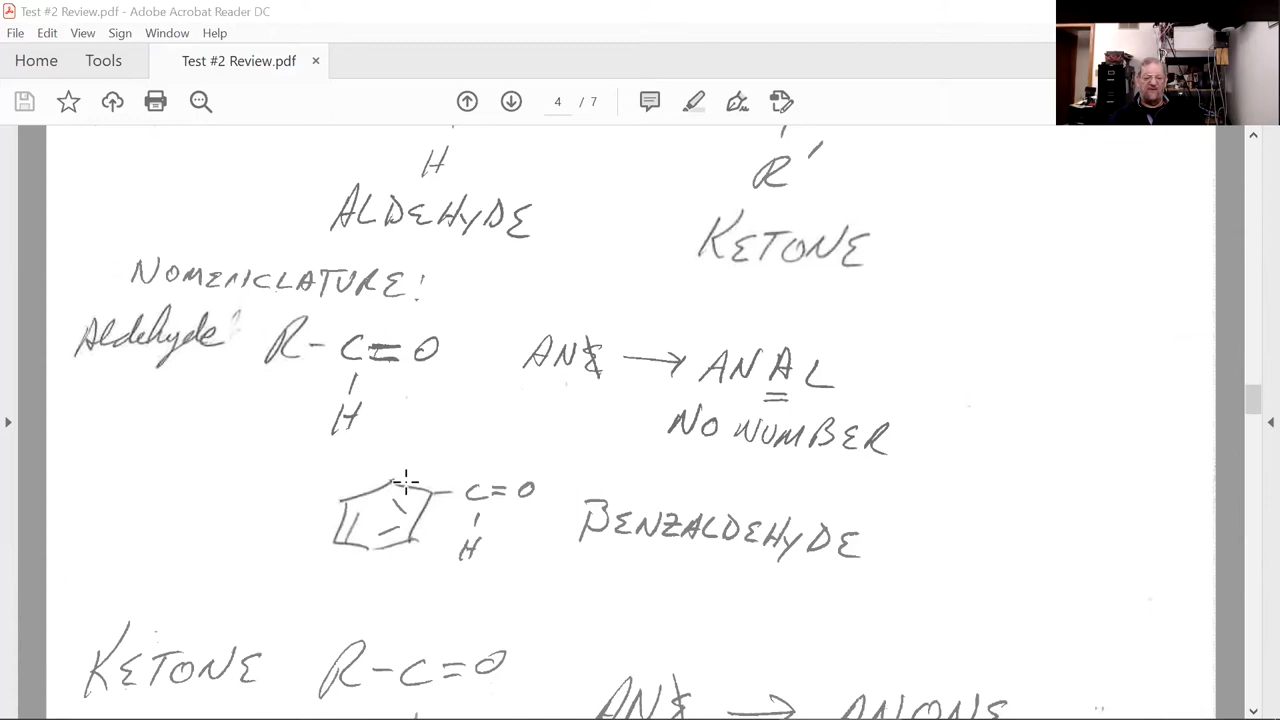 Test #2 Review.pdf - Adobe Acrobat Reader DC
File Edit View Sign Window Help
Home Tools Test #2 Review.pdf ×
4 / 7
H
R'
ALDEHYDE
KETONE
NOMENCLATURE:
Aldehyde: R-C=O ANE → ANAL
H
NO NUMBER
C=O BENZALDEHYDE
H
KETONE R-C=O
ANE → ANONE